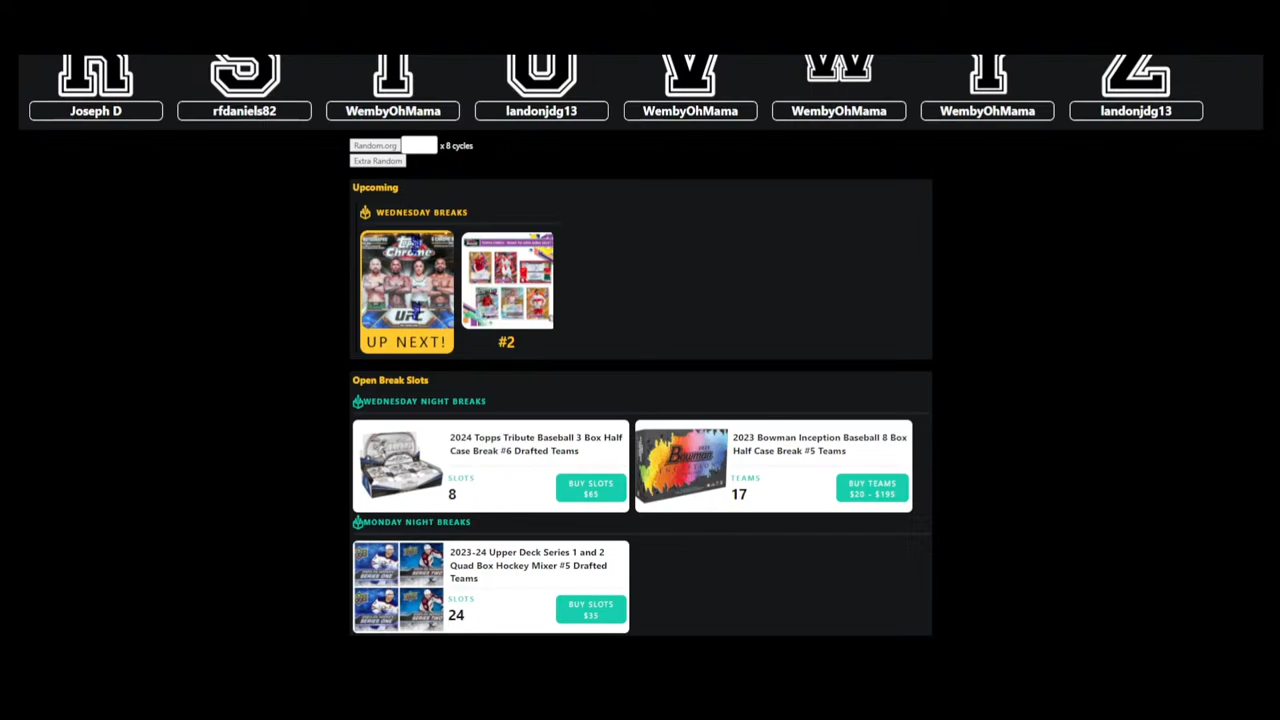 R S T U V W Y Z
Joseph D rfdaniels82 WembyOhMama landonjdg13 WembyOhMama WembyOhMama WembyOhMama landonjdg13
Random.org x 8 cycles
Extra Random
Upcoming
WEDNESDAY BREAKS
Topps
Chrome
UFC
UP NEXT! #2
Open Break Slots
WEDNESDAY NIGHT BREAKS
2024 Topps Tribute Baseball 3 Box Half
Case Break #6 Drafted Teams
SLOTS
8
BUY SLOTS
$65
Bowman
2023 Bowman Inception Baseball 8 Box
Half Case Break #5 Teams
TEAMS
17
BUY TEAMS
$20 - $195
MONDAY NIGHT BREAKS
2023-24 Upper Deck Series 1 and 2
Quad Box Hockey Mixer #5 Drafted
Teams
SLOTS
24
BUY SLOTS
$35